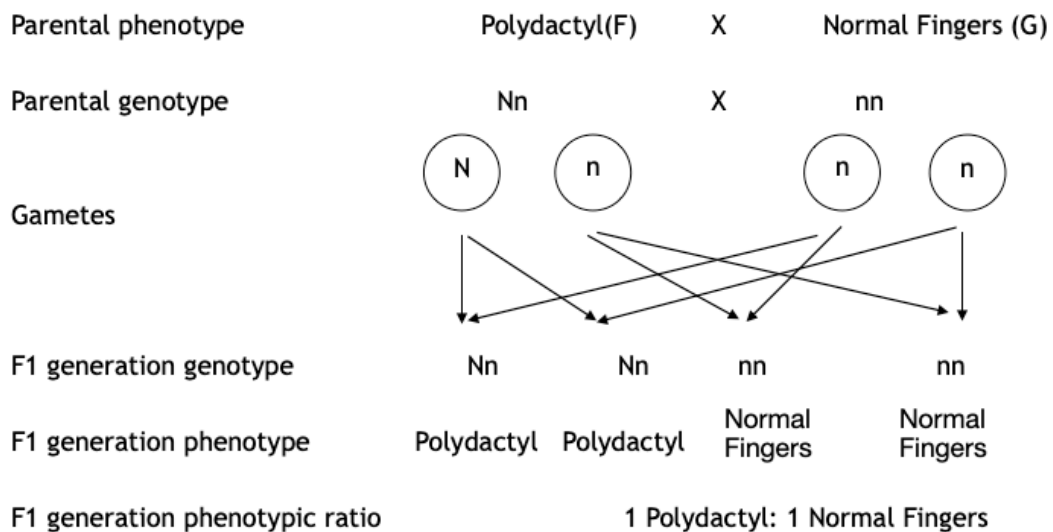 Parental phenotype Polydactyl(F) X Normal Fingers (G)
Parental genotype Nn X nn
N n n n
Gametes
F1 generation genotype Nn Nn nn nn
F1 generation phenotype Polydactyl Polydactyl Normal Fingers Normal Fingers
F1 generation phenotypic ratio 1 Polydactyl: 1 Normal Fingers